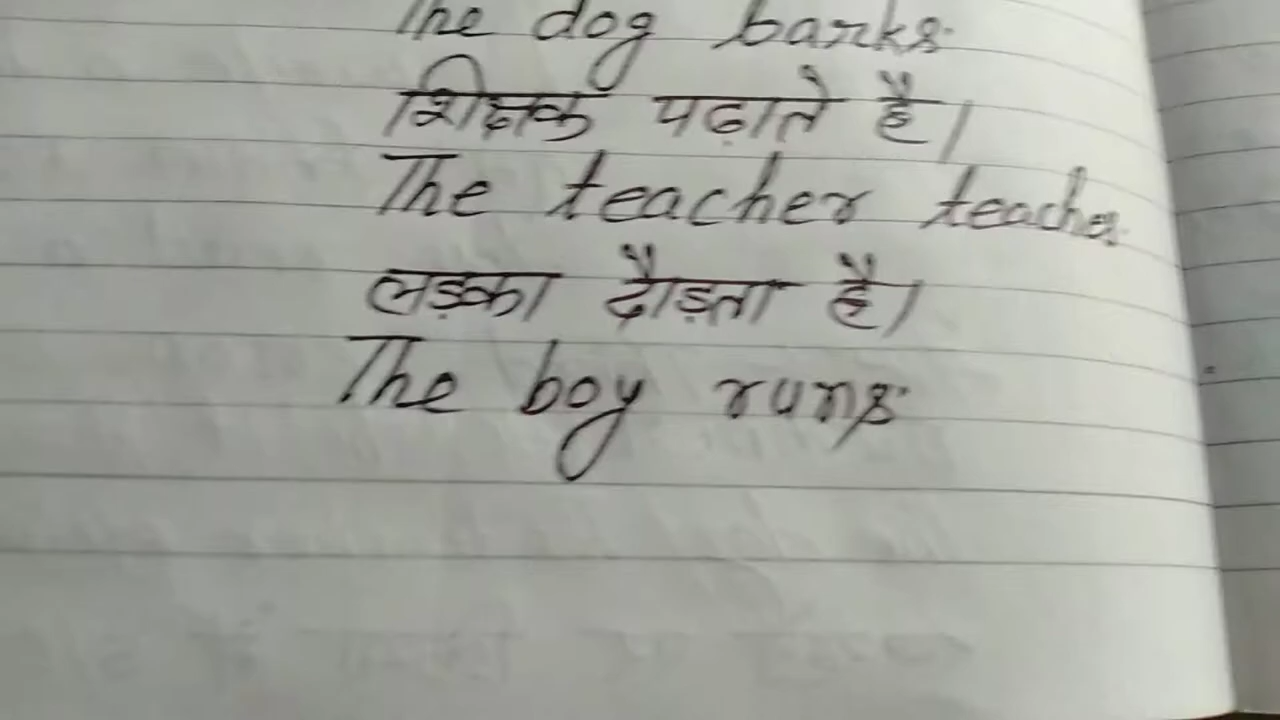 The dog barks.
शिक्षक पढ़ाते है।
The teacher teaches.
लड़का दौड़ता है।
The boy runs.